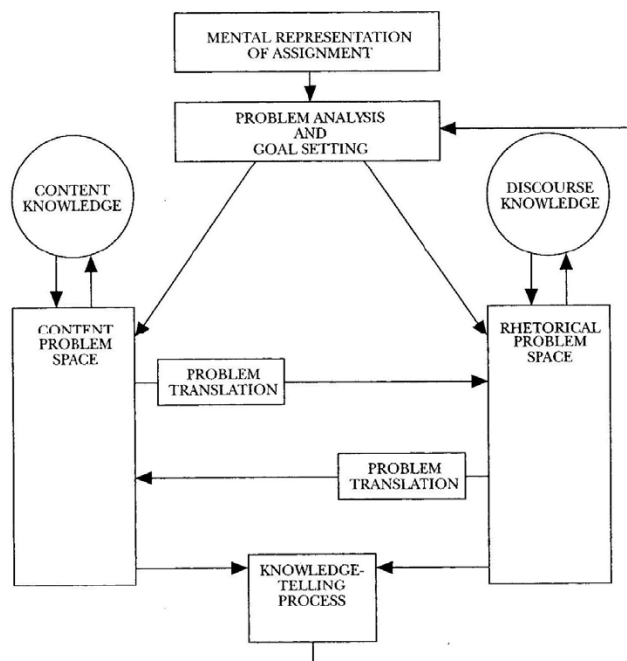 MENTAL REPRESENTATION
OF ASSIGNMENT
PROBLEM ANALYSIS
AND
GOAL SETTING
CONTENT
KNOWLEDGE
DISCOURSE
KNOWLEDGE
CONTENT
PROBLEM
SPACE
RHETORICAL
PROBLEM
SPACE
PROBLEM
TRANSLATION
PROBLEM
TRANSLATION
KNOWLEDGE-
TELLING
PROCESS